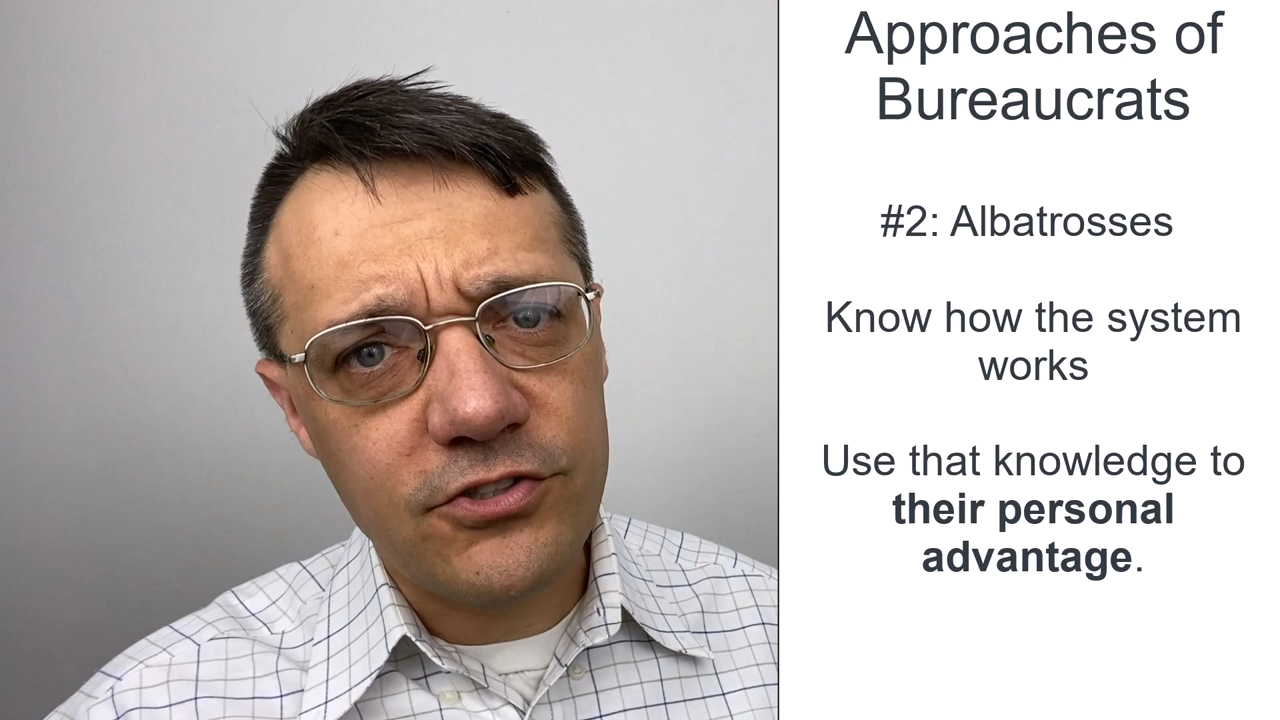 Approaches of
Bureaucrats
#2: Albatrosses
Know how the system
works
Use that knowledge to
their personal
advantage.